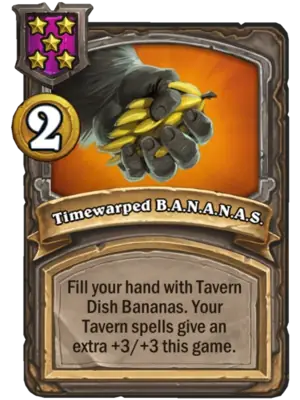 2
Timewarped B.A.N.A.N.A.S.
Fill your hand with Tavern
Dish Bananas. Your
Tavern spells give an
extra +3/+3 this game.